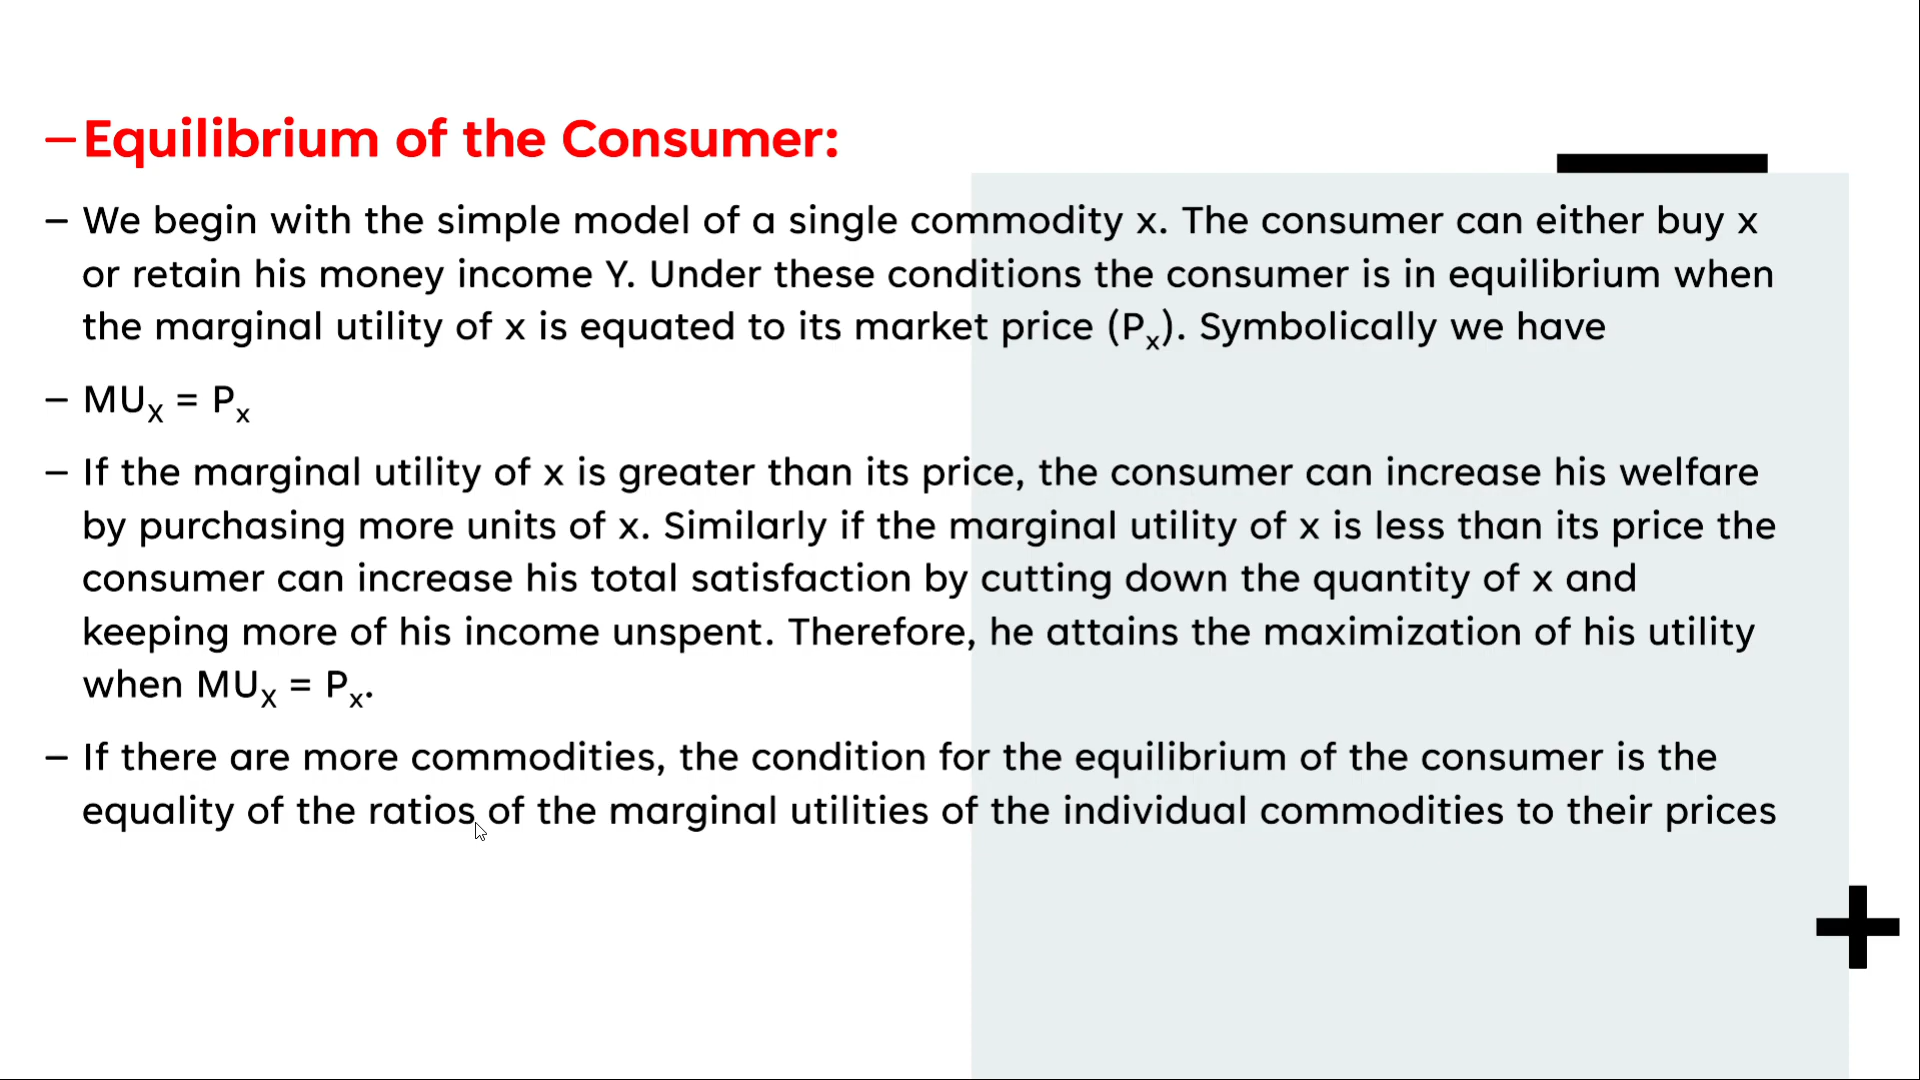 – Equilibrium of the Consumer:
– We begin with the simple model of a single commodity x. The consumer can either buy x
or retain his money income Y. Under these conditions the consumer is in equilibrium when
the marginal utility of x is equated to its market price (Pₓ). Symbolically we have
– MUₓ = Pₓ
– If the marginal utility of x is greater than its price, the consumer can increase his welfare
by purchasing more units of x. Similarly if the marginal utility of x is less than its price the
consumer can increase his total satisfaction by cutting down the quantity of x and
keeping more of his income unspent. Therefore, he attains the maximization of his utility
when MUₓ = Pₓ.
– If there are more commodities, the condition for the equilibrium of the consumer is the
equality of the ratios of the marginal utilities of the individual commodities to their prices